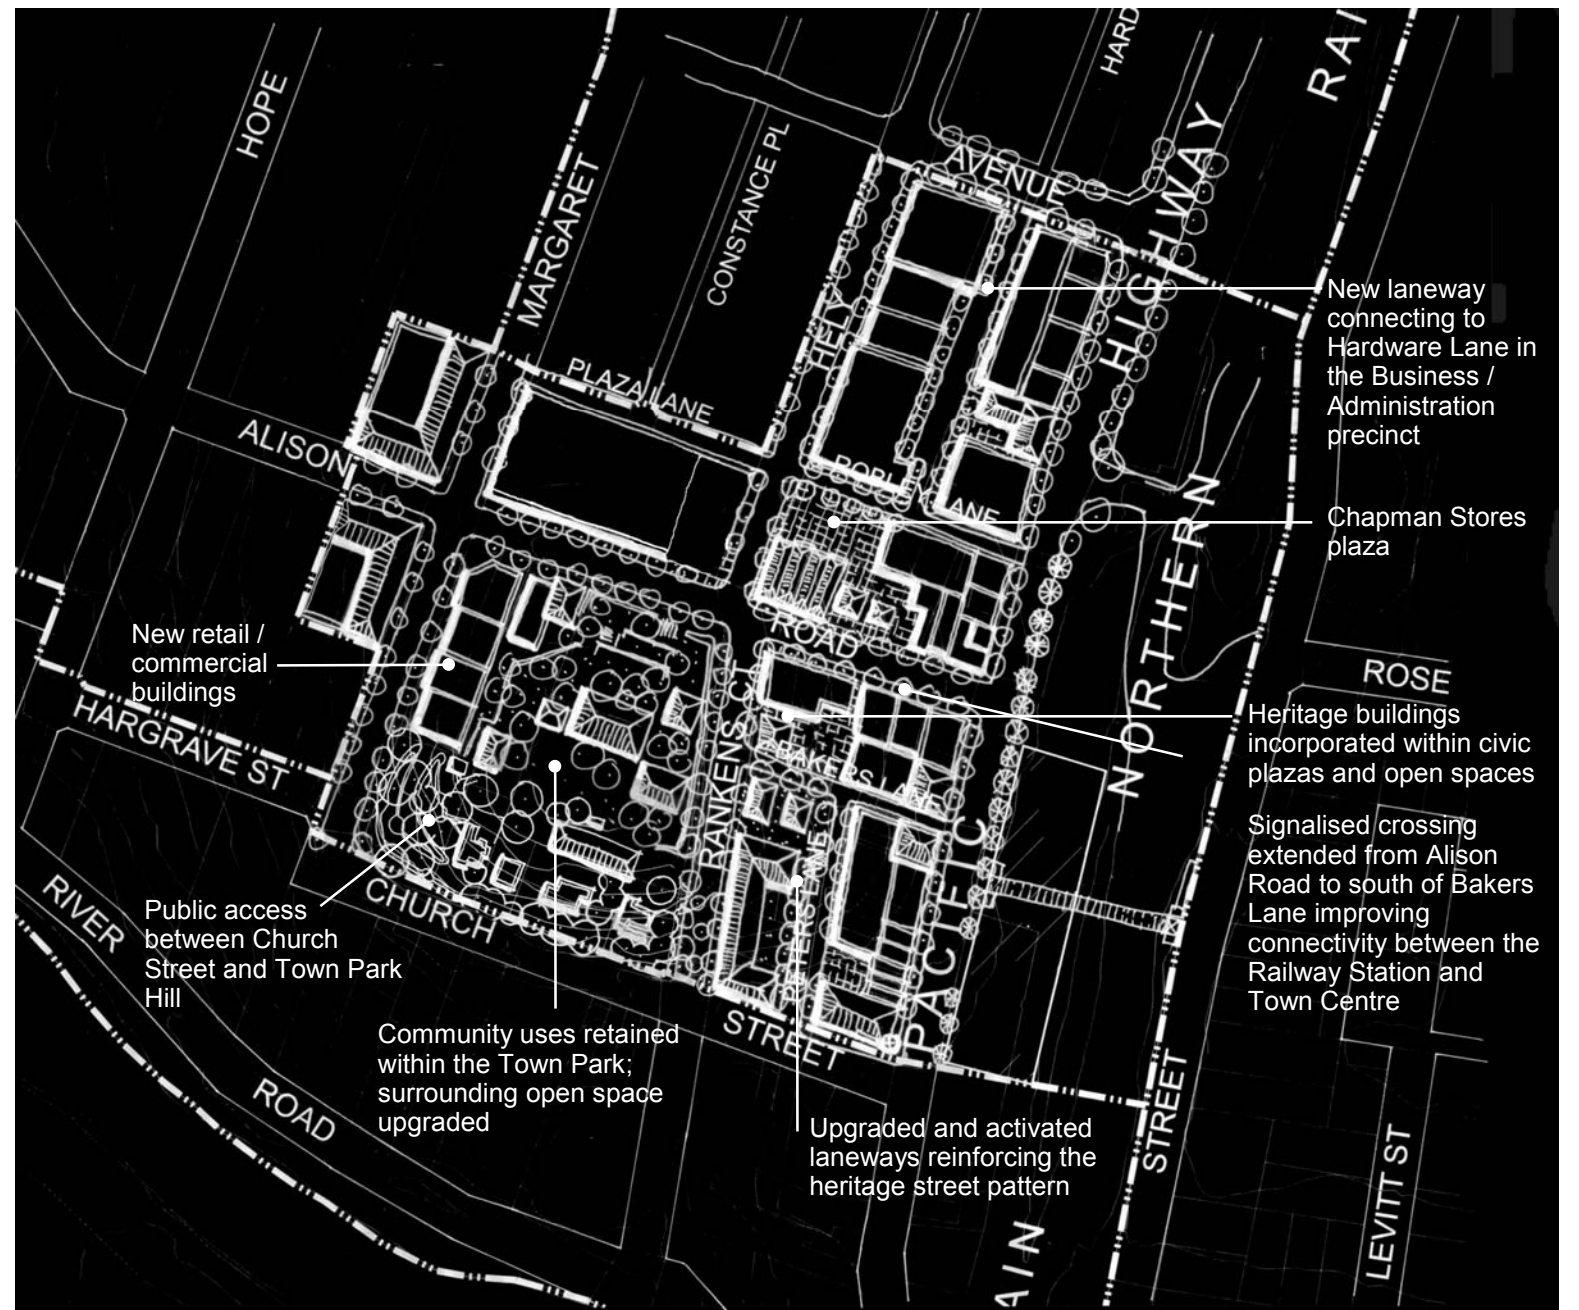 HOPE
MARGARET
CONSTANCE PL
HARD
AVENUE
HIGHWAY
RAI
HELY
PLAZA LANE
ALISON
New laneway
connecting to
Hardware Lane in
the Business /
Administration
precinct
LANE
Chapman Stores
plaza
NORTHERN
ROAD
New retail /
commercial
buildings
HARGRAVE ST
RANKENS CT
BAKERS LANE
ROSE
Heritage buildings
incorporated within civic
plazas and open spaces
Signalised crossing
extended from Alison
Road to south of Bakers
Lane improving
connectivity between the
Railway Station and
Town Centre
PACIFIC
RIVER
ROAD
CHURCH
STREET
Public access
between Church
Street and Town Park
Hill
Community uses retained
within the Town Park;
surrounding open space
upgraded
Upgraded and activated
laneways reinforcing the
heritage street pattern
STREET
LEVITT ST
AIN